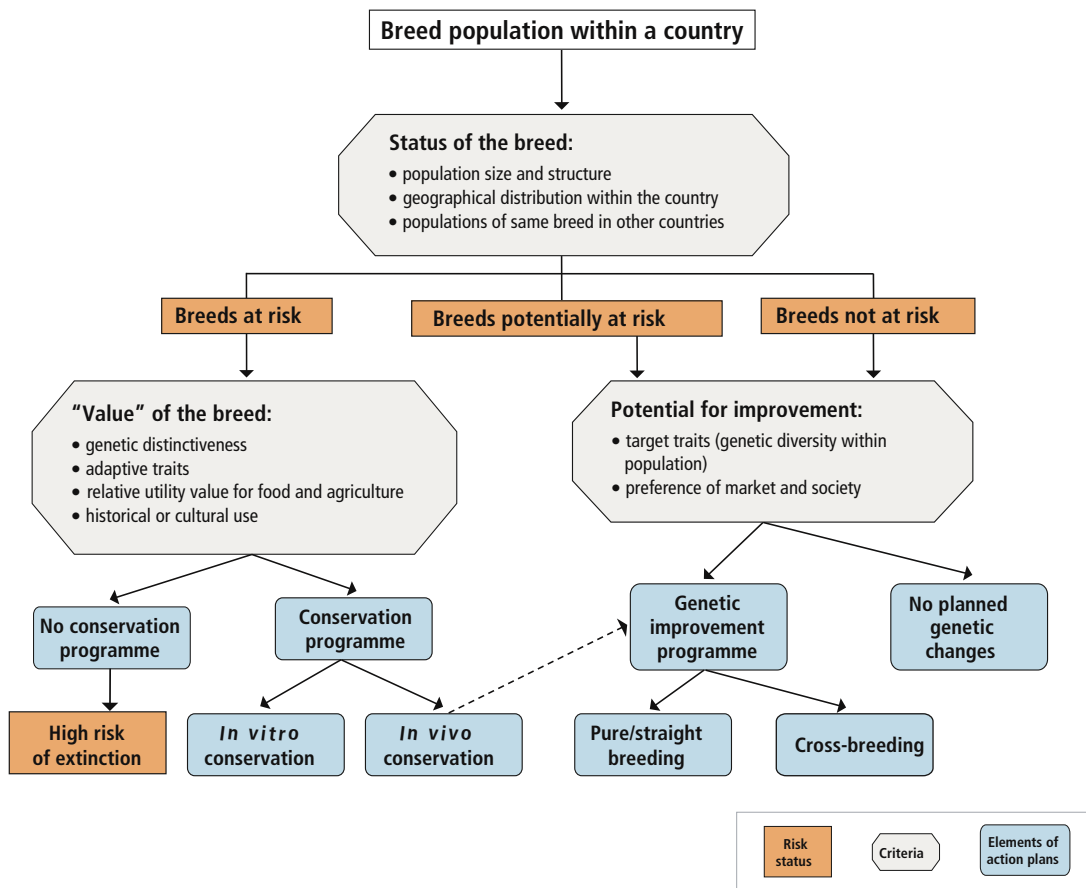 Breed population within a country
Status of the breed:
• population size and structure
• geographical distribution within the country
• populations of same breed in other countries
Breeds at risk
Breeds potentially at risk
Breeds not at risk
“Value” of the breed:
• genetic distinctiveness
• adaptive traits
• relative utility value for food and agriculture
• historical or cultural use
Potential for improvement:
• target traits (genetic diversity within
population)
• preference of market and society
No conservation
programme
Conservation
programme
Genetic
improvement
programme
No planned
genetic
changes
High risk
of extinction
In vitro
conservation
In vivo
conservation
Pure/straight
breeding
Cross-breeding
Risk
status
Criteria
Elements of
action plans